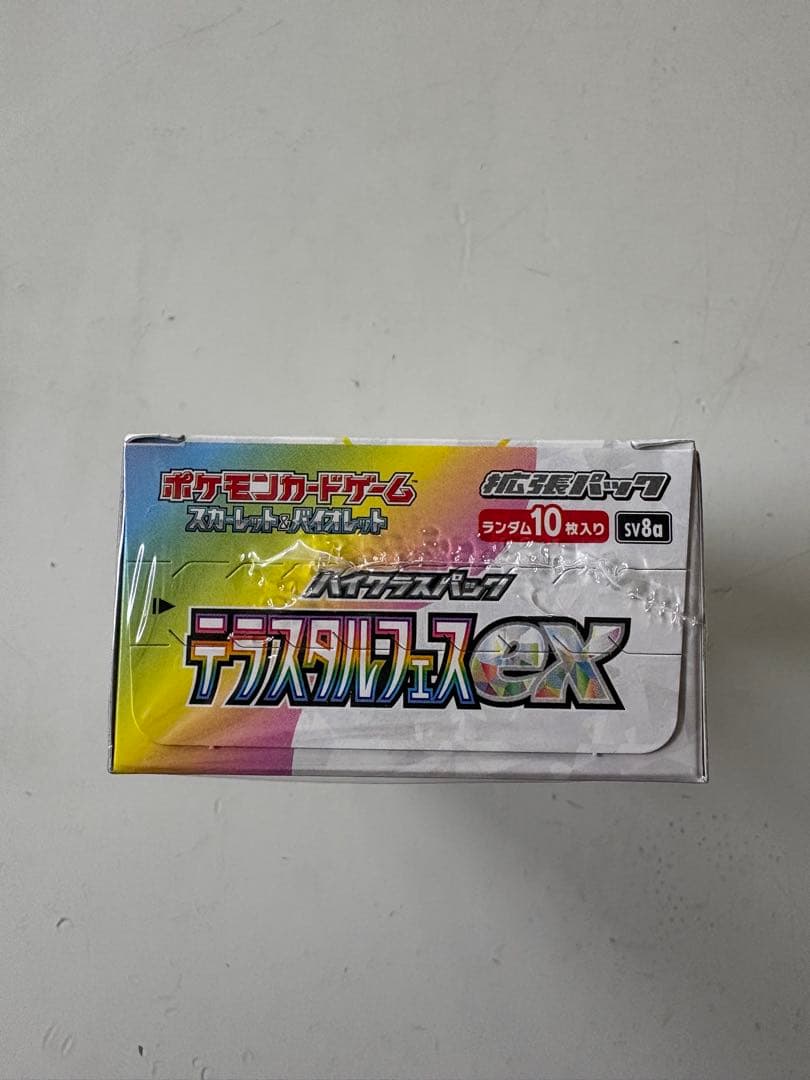 ポケモンカードゲーム™
スカーレット&バイオレット
拡張パック
ランダム10枚入り
SV8a
ハイクラスパック
テラスタルフェスex